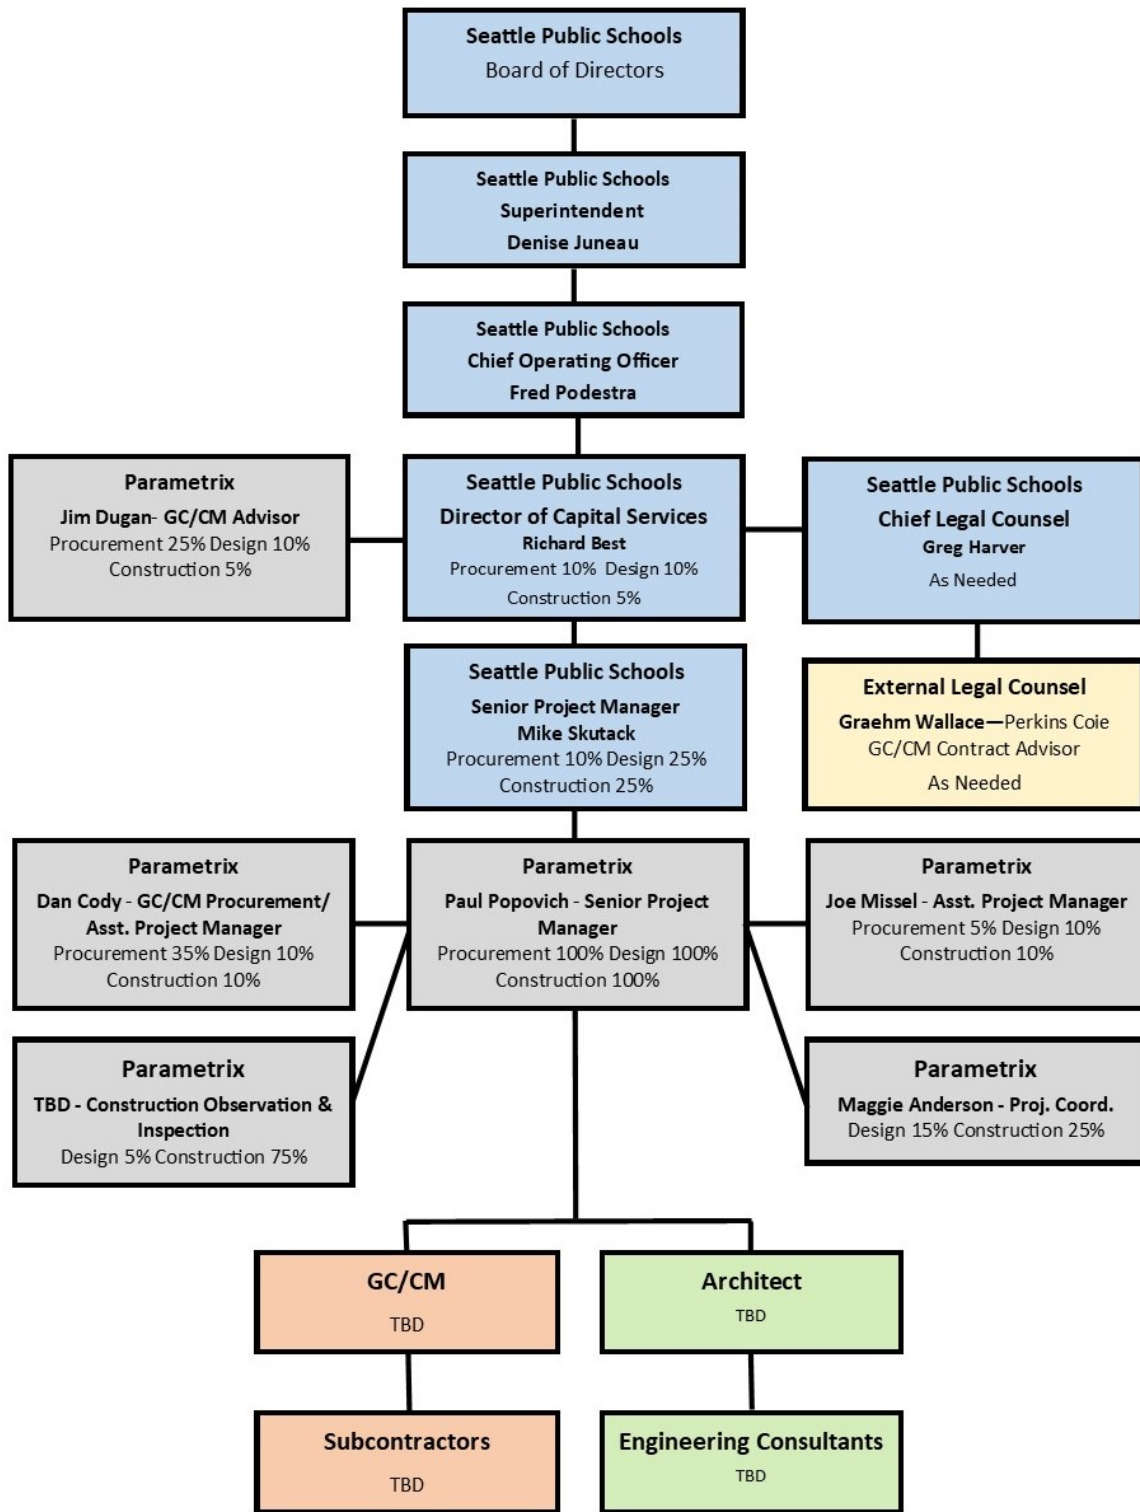 Seattle Public Schools
Board of Directors
Seattle Public Schools
Superintendent
Denise Juneau
Seattle Public Schools
Chief Operating Officer
Fred Podestra
Parametrix
Jim Dugan- GC/CM Advisor
Procurement 25% Design 10%
Construction 5%
Seattle Public Schools
Director of Capital Services
Richard Best
Procurement 10% Design 10%
Construction 5%
Seattle Public Schools
Chief Legal Counsel
Greg Harver
As Needed
Seattle Public Schools
Senior Project Manager
Mike Skutack
Procurement 10% Design 25%
Construction 25%
External Legal Counsel
Graehm Wallace—Perkins Coie
GC/CM Contract Advisor
As Needed
Parametrix
Dan Cody - GC/CM Procurement/
Asst. Project Manager
Procurement 35% Design 10%
Construction 10%
Parametrix
Paul Popovich - Senior Project
Manager
Procurement 100% Design 100%
Construction 100%
Parametrix
Joe Missel - Asst. Project Manager
Procurement 5% Design 10%
Construction 10%
Parametrix
TBD - Construction Observation &
Inspection
Design 5% Construction 75%
Parametrix
Maggie Anderson - Proj. Coord.
Design 15% Construction 25%
GC/CM
TBD
Architect
TBD
Subcontractors
TBD
Engineering Consultants
TBD